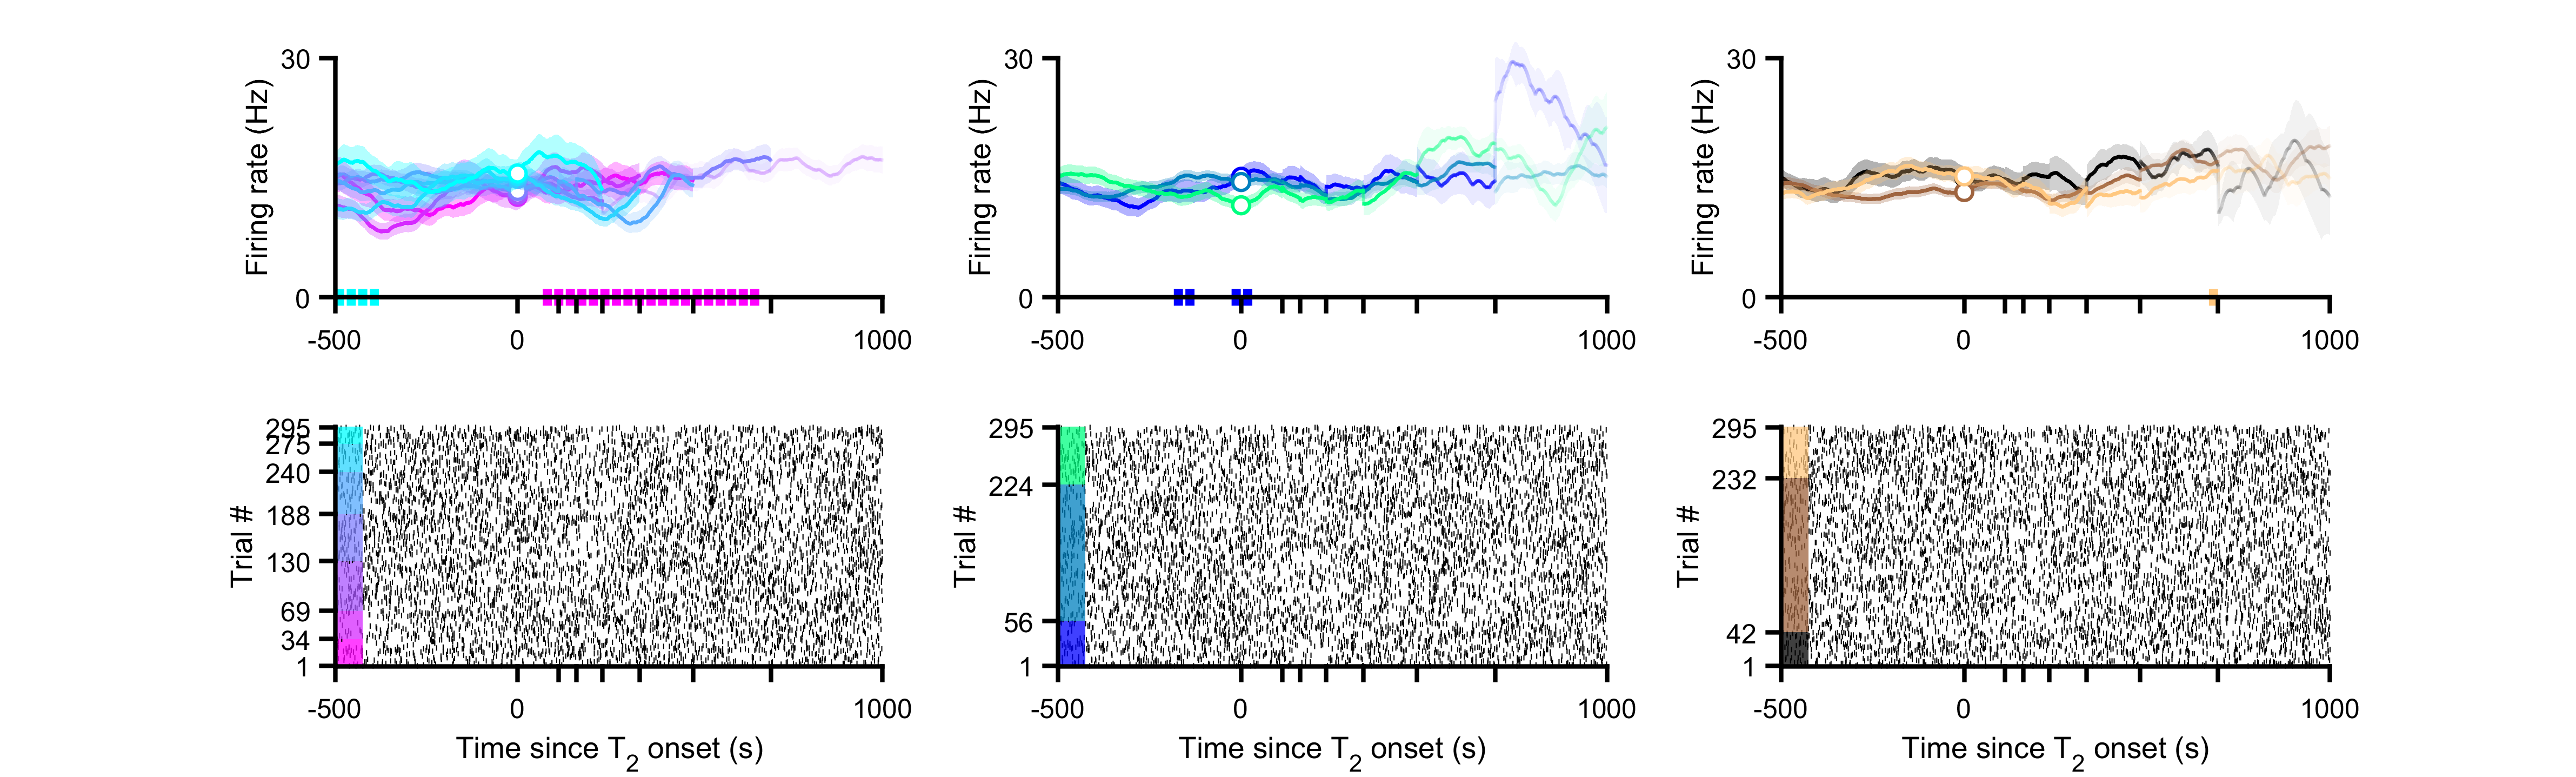 30
Firing rate (Hz)
0
-500 0 1000
30
Firing rate (Hz)
0
-500 0 1000
30
Firing rate (Hz)
0
-500 0 1000
295
275
240
188
130
69
34
1
Trial #
-500 0 1000
Time since T2 onset (s)
295
224
56
1
Trial #
-500 0 1000
Time since T2 onset (s)
295
232
42
1
Trial #
-500 0 1000
Time since T2 onset (s)